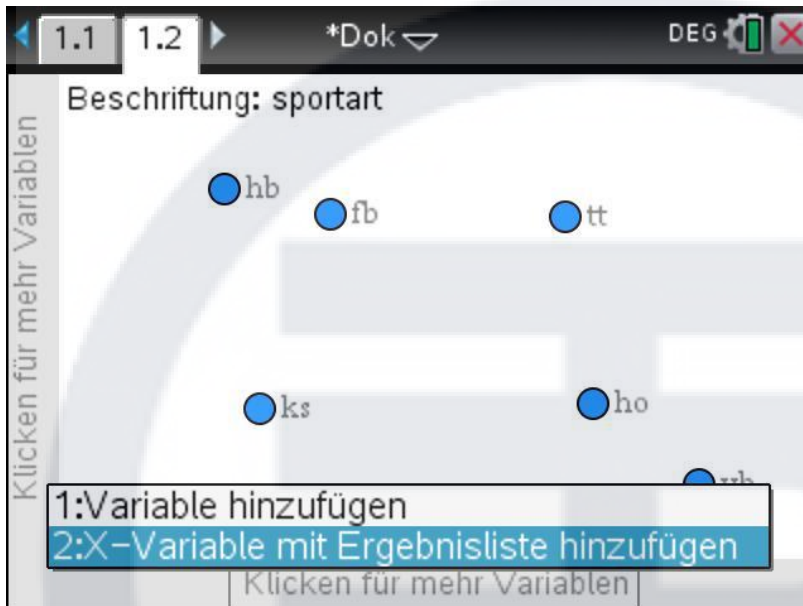 1.1 1.2 *Dok DEG
Beschriftung: sportart
Klicken für mehr Variablen
hb
fb
tt
ks
ho
1:Variable hinzufügen
2:X-Variable mit Ergebnisliste hinzufügen
Klicken für mehr Variablen